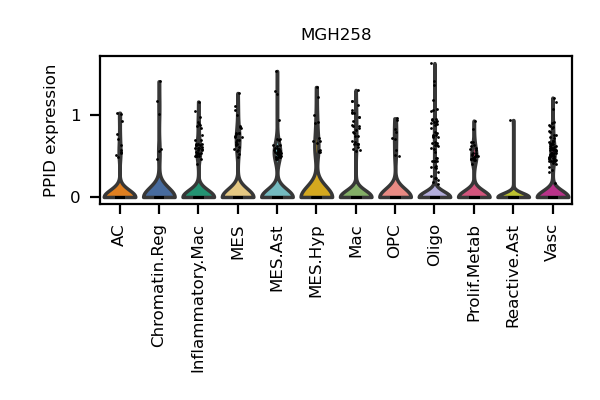 MGH258
PPID expression
1
0
AC
Chromatin.Reg
Inflammatory.Mac
MES
MES.Ast
MES.Hyp
Mac
OPC
Oligo
Prolif.Metab
Reactive.Ast
Vasc